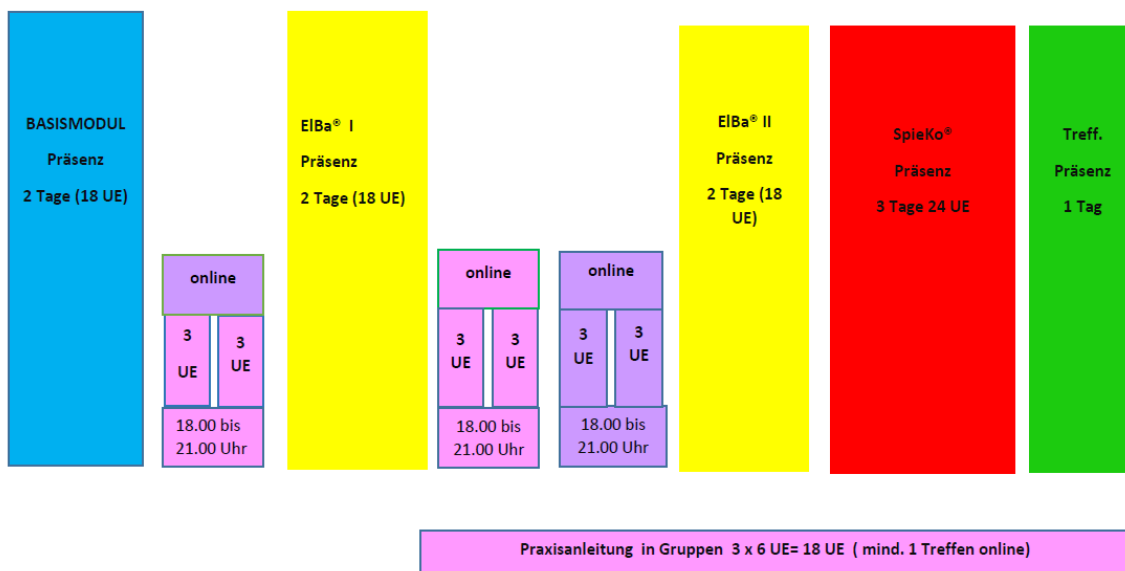 BASISMODUL
Präsenz
2 Tage (18 UE)
online
3
UE
3
UE
18.00 bis
21.00 Uhr
ElBa® I
Präsenz
2 Tage (18 UE)
online
3
UE
3
UE
18.00 bis
21.00 Uhr
online
3
UE
3
UE
18.00 bis
21.00 Uhr
ElBa® II
Präsenz
2 Tage (18
UE)
SpieKo®
Präsenz
3 Tage 24 UE
Treff.
Präsenz
1 Tag
Praxisanleitung in Gruppen 3 x 6 UE= 18 UE ( mind. 1 Treffen online)